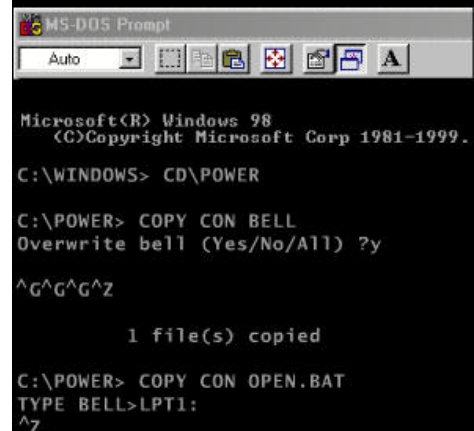 MS-DOS Prompt
Auto A
Microsoft(R) Windows 98
(C)Copyright Microsoft Corp 1981-1999.
C:\WINDOWS> CD\POWER
C:\POWER> COPY CON BELL
Overwrite bell (Yes/No/All) ?y
^G^G^G^Z
1 file(s) copied
C:\POWER> COPY CON OPEN.BAT
TYPE BELL>LPT1:
^Z